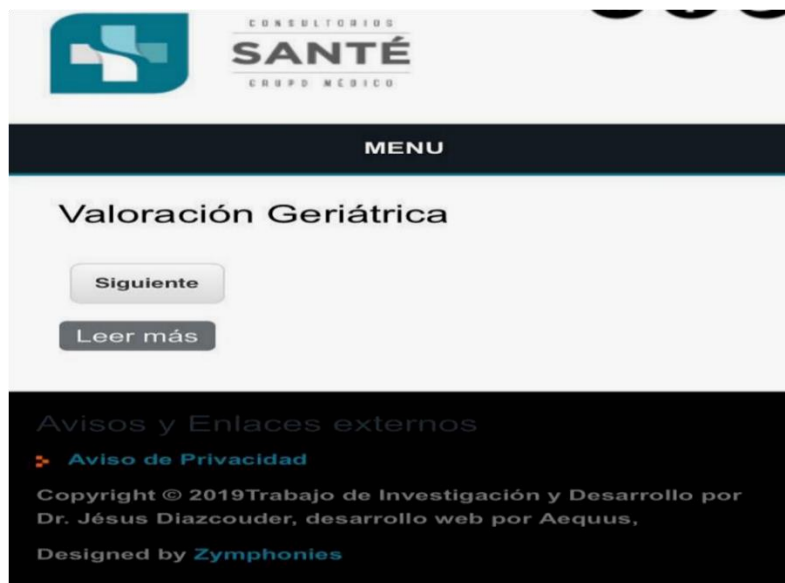 CONSULTORIOS
SANTÉ
GRUPO MÉDICO
MENU
Valoración Geriátrica
Siguiente
Leer más
Avisos y Enlaces externos
Aviso de Privacidad
Copyright © 2019Trabajo de Investigación y Desarrollo por
Dr. Jésus Diazcouder, desarrollo web por Aequus,
Designed by Zymphonies